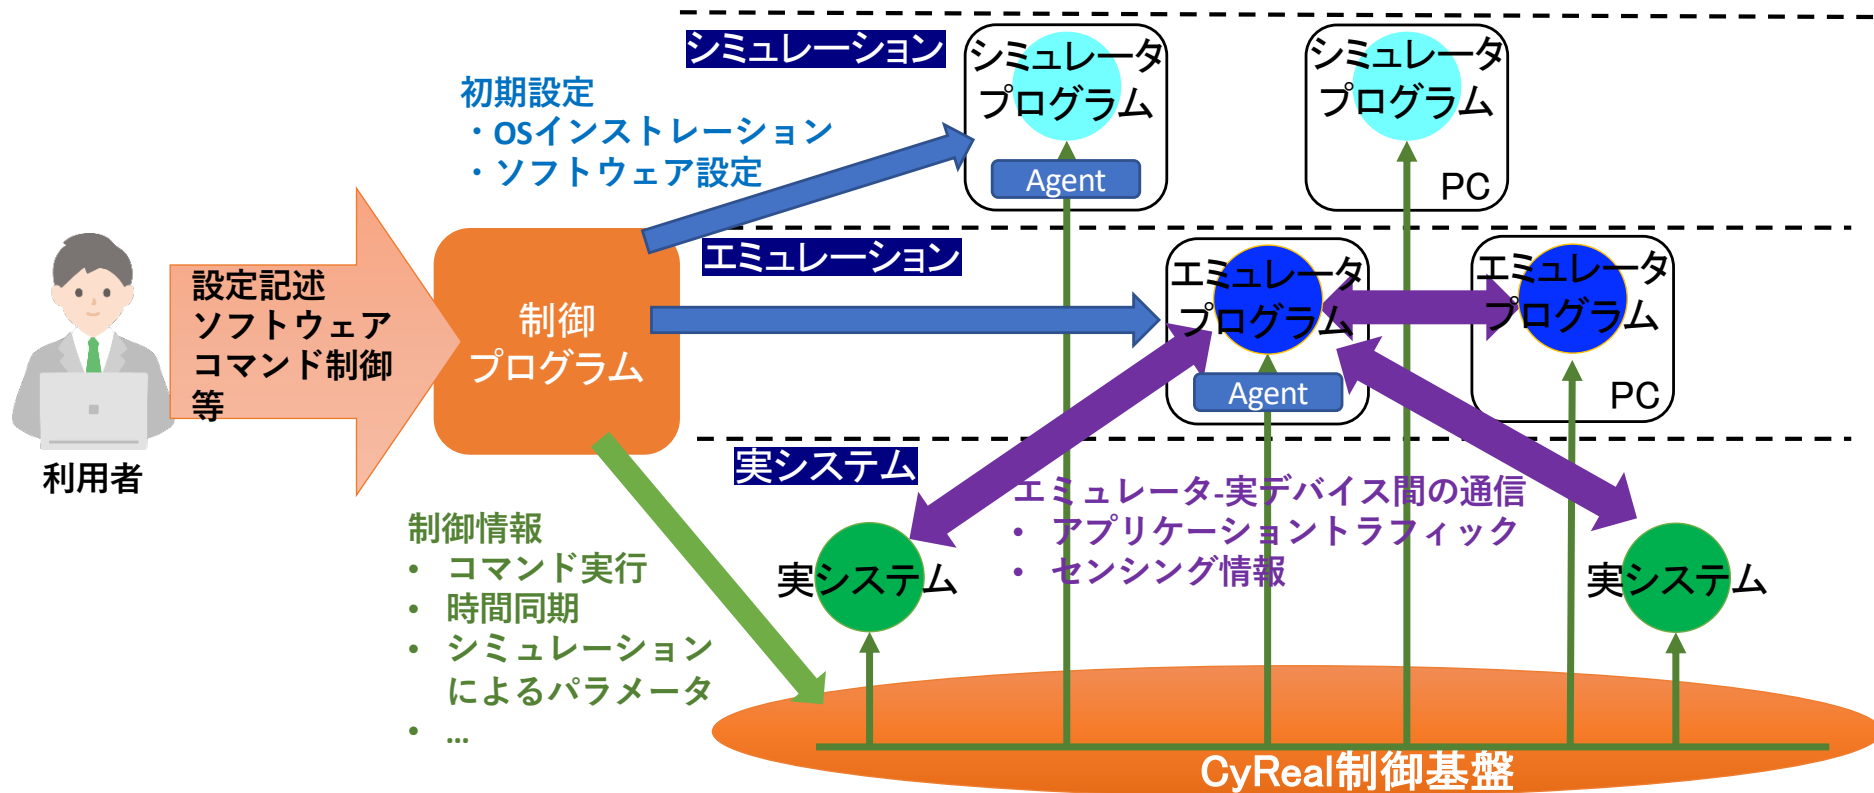 シミュレーション
シミュレータ
プログラム
Agent
シミュレータ
プログラム
PC
初期設定
・OSインストレーション
・ソフトウェア設定
設定記述
ソフトウェア
コマンド制御
等
利用者
制御
プログラム
エミュレーション
エミュレータ
プログラム
Agent
エミュレータ
プログラム
PC
実システム
エミュレータ-実デバイス間の通信
• アプリケーショントラフィック
• センシング情報
制御情報
• コマンド実行
• 時間同期
• シミュレーション
によるパラメータ
• ...
実システム
実システム
CyReal制御基盤